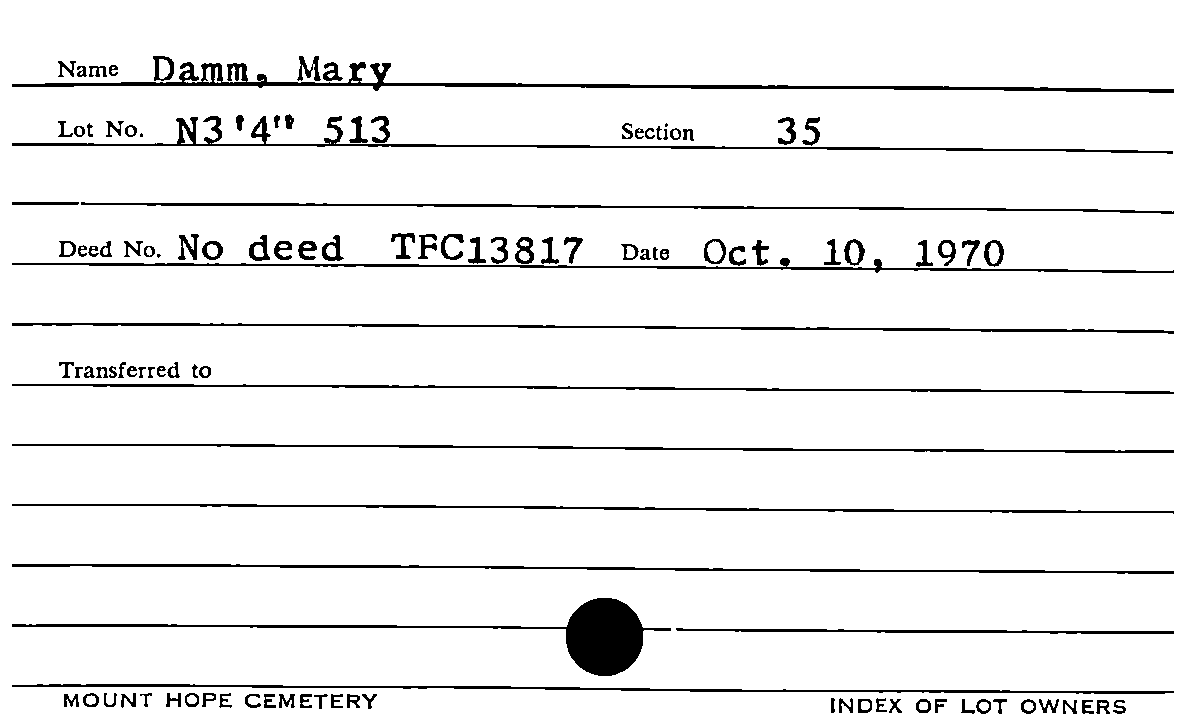 Name Damm, Mary
Lot No. N3'4" 513 Section 35
Deed No. No deed TFC13817 Date Oct. 10, 1970
Transferred to
MOUNT HOPE CEMETERY INDEX OF LOT OWNERS